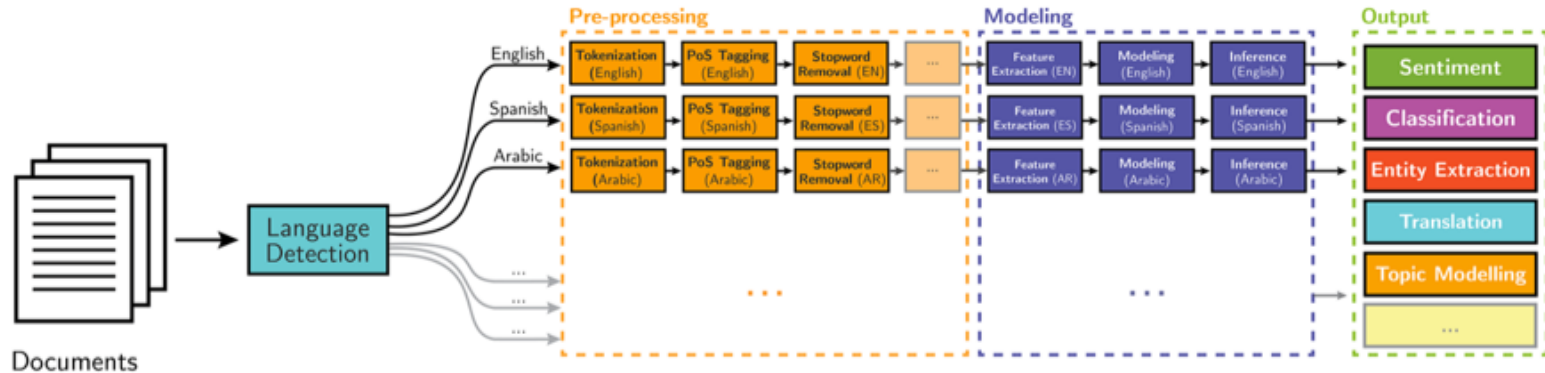 Pre-processing
Modeling
Output
English
Tokenization
(English)
PoS Tagging
(English)
Stopword
Removal (EN)
...
Feature
Extraction (EN)
Modeling
(English)
Inference
(English)
Sentiment
Spanish
Tokenization
(Spanish)
PoS Tagging
(Spanish)
Stopword
Removal (ES)
...
Feature
Extraction (ES)
Modeling
(Spanish)
Inference
(Spanish)
Classification
Arabic
Tokenization
(Arabic)
PoS Tagging
(Arabic)
Stopword
Removal (AR)
...
Feature
Extraction (AR)
Modeling
(Arabic)
Inference
(Arabic)
Entity Extraction
Language
Detection
Translation
...
...
...
...
...
Topic Modelling
...
Documents